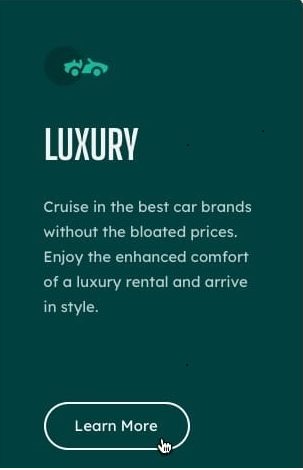 LUXURY
Cruise in the best car brands
without the bloated prices.
Enjoy the enhanced comfort
of a luxury rental and arrive
in style.
Learn More